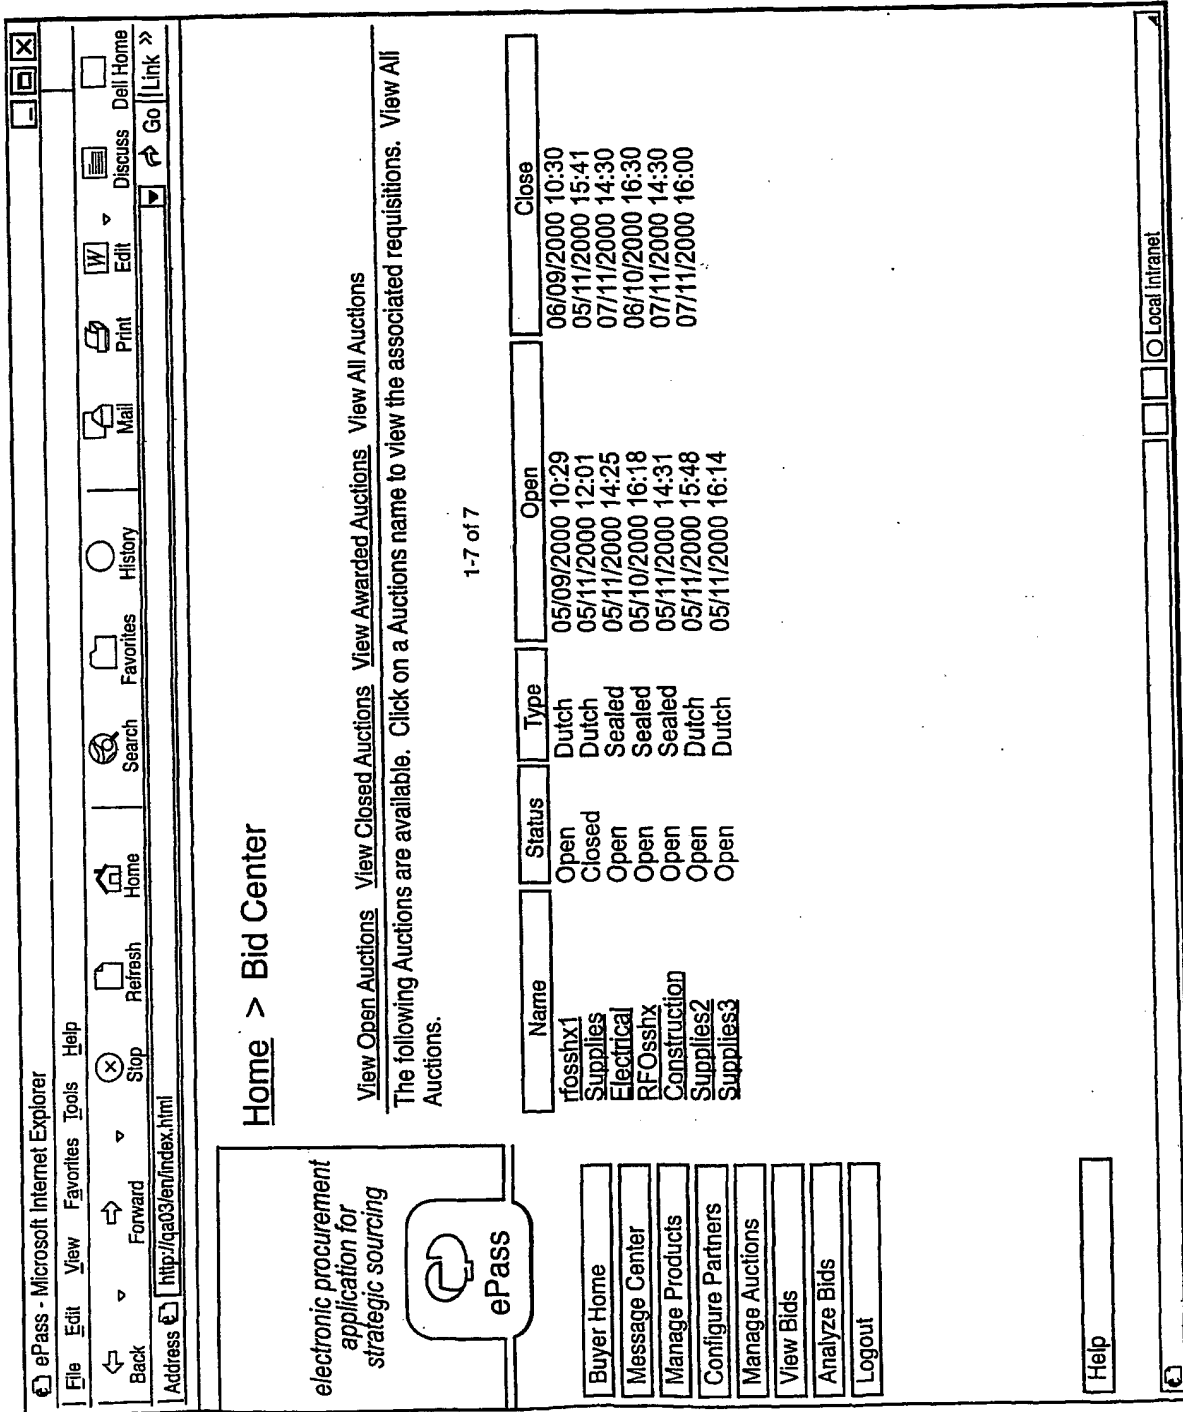 ePass - Microsoft Internet Explorer
File Edit View Favorites Tools Help
Back Forward Stop Refresh Home Search Favorites History Mail Print Edit Discuss Dell Home
Address http://qa03/en/index.html Go Link »
electronic procurement
application for
strategic sourcing
ePass
Buyer Home
Message Center
Manage Products
Configure Partners
Manage Auctions
View Bids
Analyze Bids
Logout
Help
Home > Bid Center
View Open Auctions View Closed Auctions View Awarded Auctions View All Auctions
The following Auctions are available. Click on a Auctions name to view the associated requisitions. View All
Auctions.
1-7 of 7
Name Status Type Open Close
rfosshx1 Open Dutch 05/09/2000 10:29 06/09/2000 10:30
Supplies Closed Dutch 05/11/2000 12:01 05/11/2000 15:41
Electrical Open Sealed 05/11/2000 14:25 07/11/2000 14:30
RFOsshx Open Sealed 05/10/2000 16:18 06/10/2000 16:30
Construction Open Sealed 05/11/2000 14:31 07/11/2000 14:30
Supplies2 Open Dutch 05/11/2000 15:48 07/11/2000 16:00
Supplies3 Open Dutch 05/11/2000 16:14
Local intranet